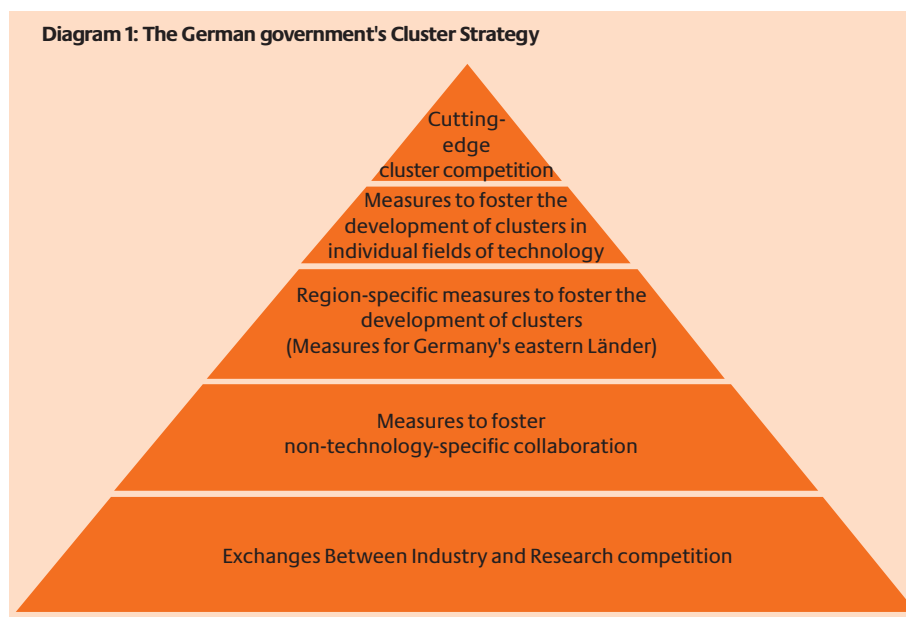 Diagram 1: The German government's Cluster Strategy
Cutting-
edge
cluster competition
Measures to foster the
development of clusters in
individual fields of technology
Region-specific measures to foster the
development of clusters
(Measures for Germany's eastern Länder)
Measures to foster
non-technology-specific collaboration
Exchanges Between Industry and Research competition